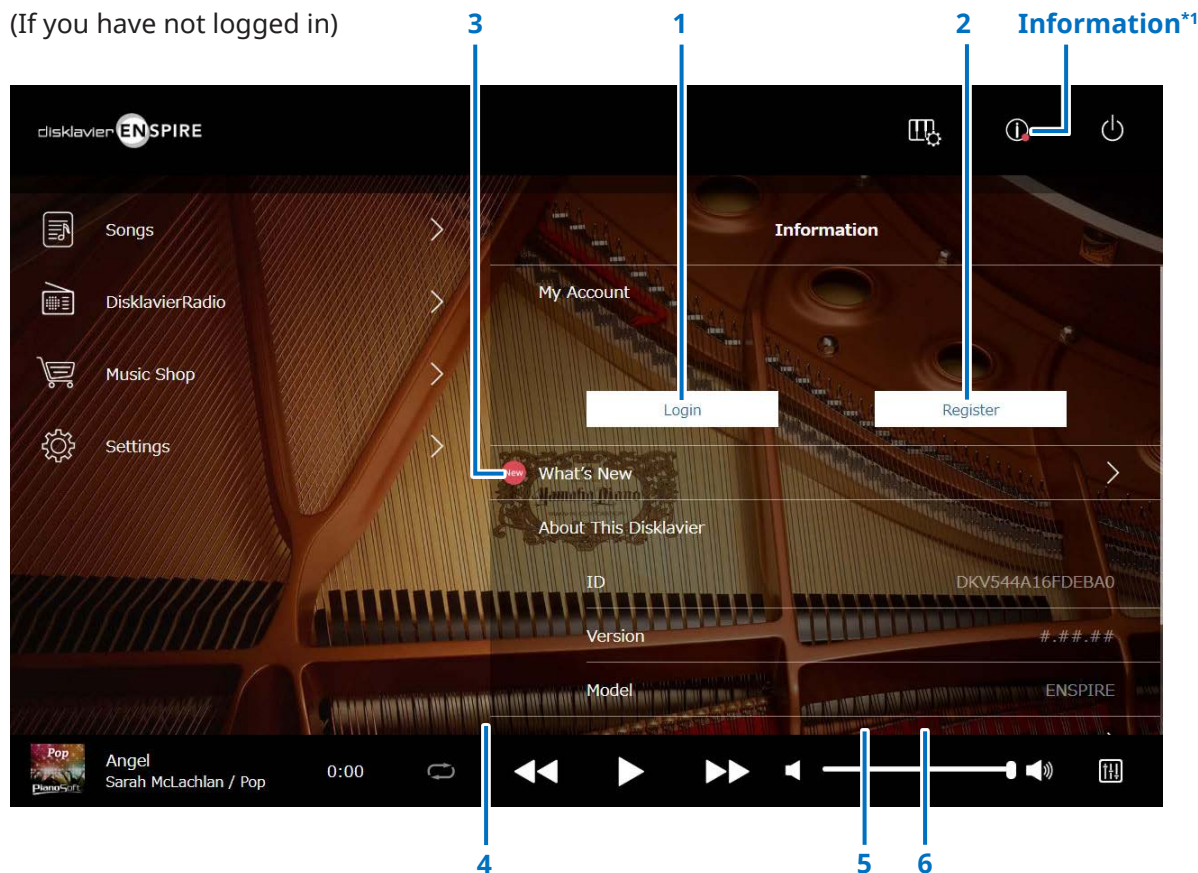 (If you have not logged in)
3
1
2
Information*1
disklavier ENSPIRE
Songs
DisklavierRadio
Music Shop
Settings
Information
My Account
Login
Register
New
What's New
Yamaha Piano
About This Disklavier
ID
DKV544A16FDEBA0
Version
#.##.##
Model
ENSPIRE
Pop
PianoSoft
Angel
Sarah McLachlan / Pop
0:00
4
5
6